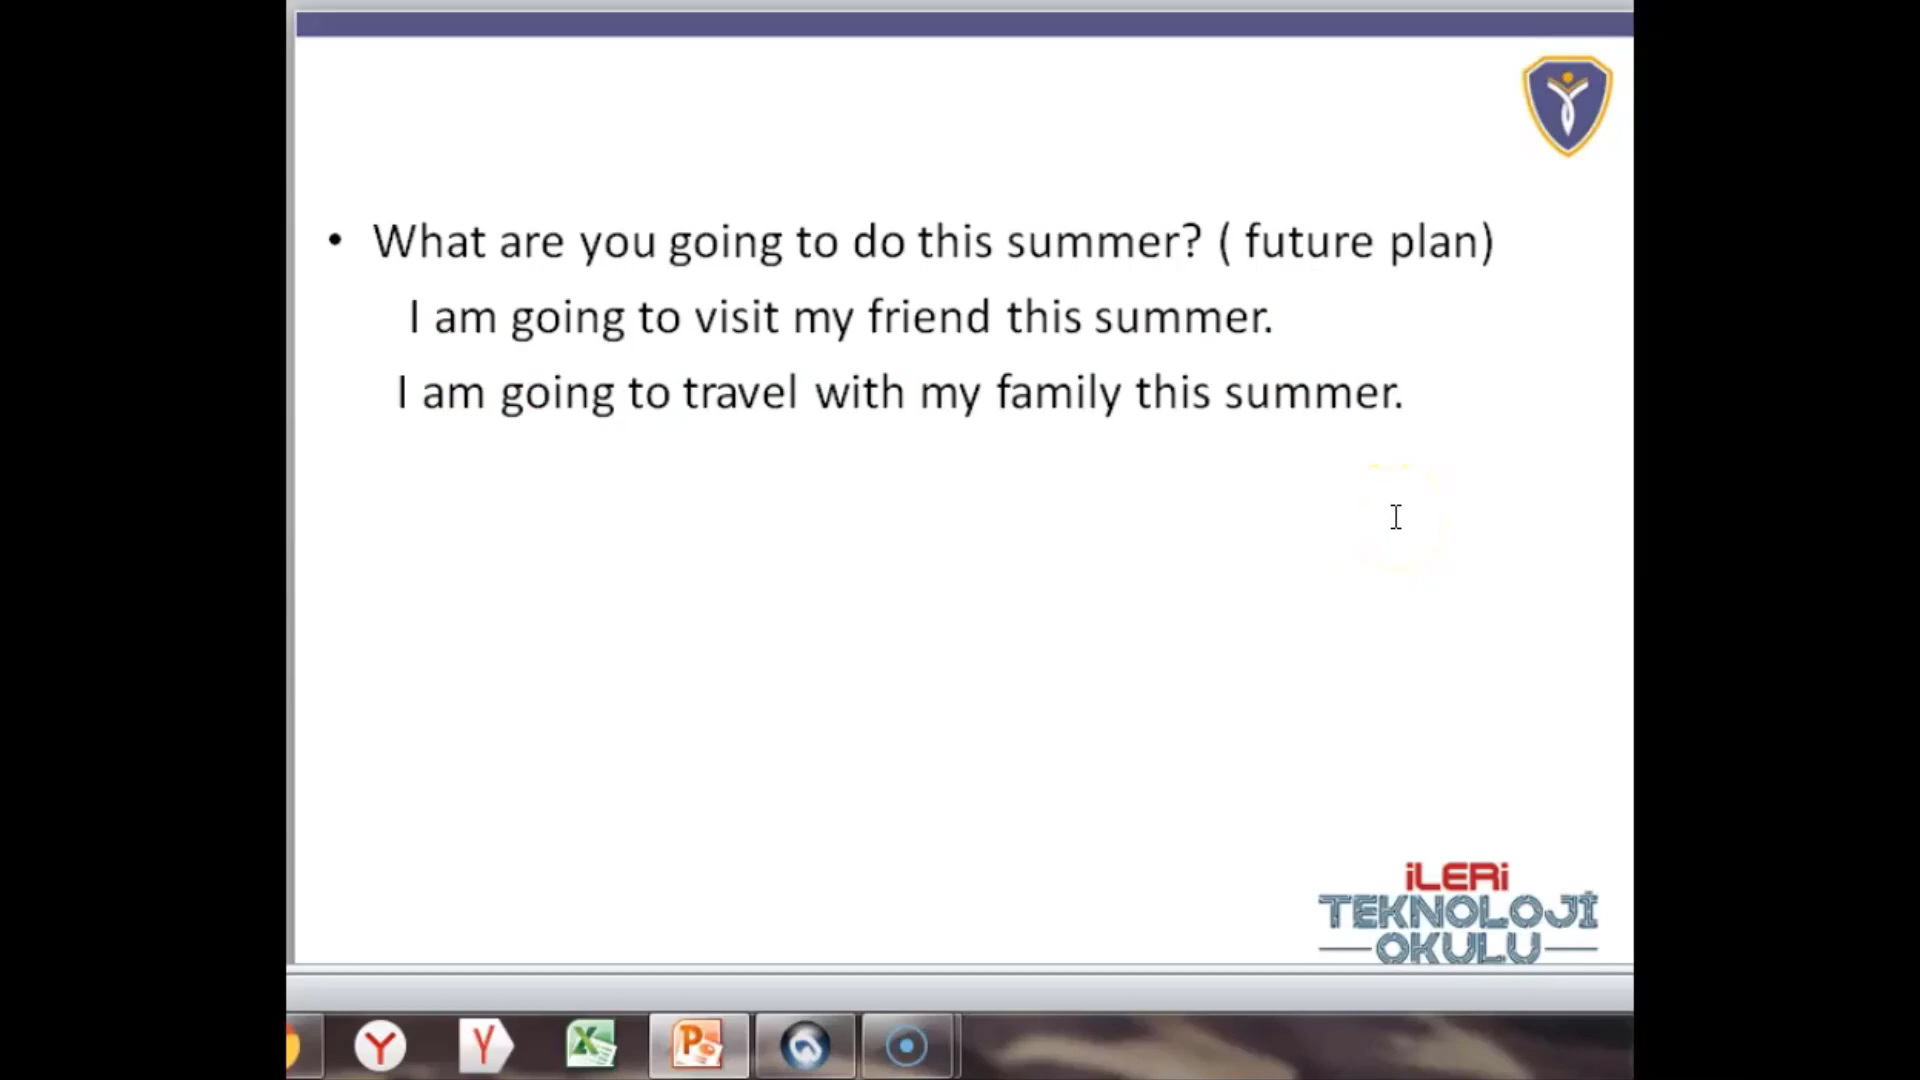 • What are you going to do this summer? ( future plan)
I am going to visit my friend this summer.
I am going to travel with my family this summer.
iLERi
TEKNOLOJİ
OKULU